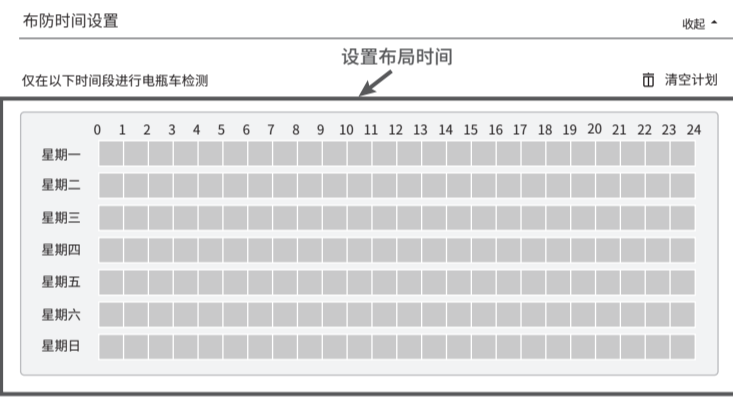 布防时间设置
收起
设置布局时间
仅在以下时间段进行电瓶车检测
清空计划
0 1 2 3 4 5 6 7 8 9 10 11 12 13 14 15 16 17 18 19 20 21 22 23 24
星期一
星期二
星期三
星期四
星期五
星期六
星期日